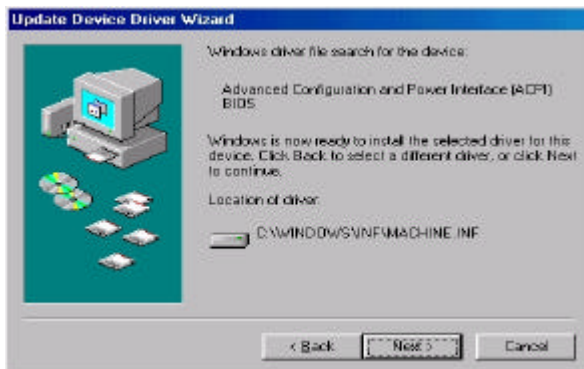 Update Device Driver Wizard
Windows driver file search for the device:
Advanced Configuration and Power Interface (ACPI)
BIOS
Windows is now ready to install the selected driver for this
device. Click Back to select a different driver, or click Next
to continue.
Location of driver:
D:\WINDOWS\INF\MACHINE.INF
< Back
Next >
Cancel